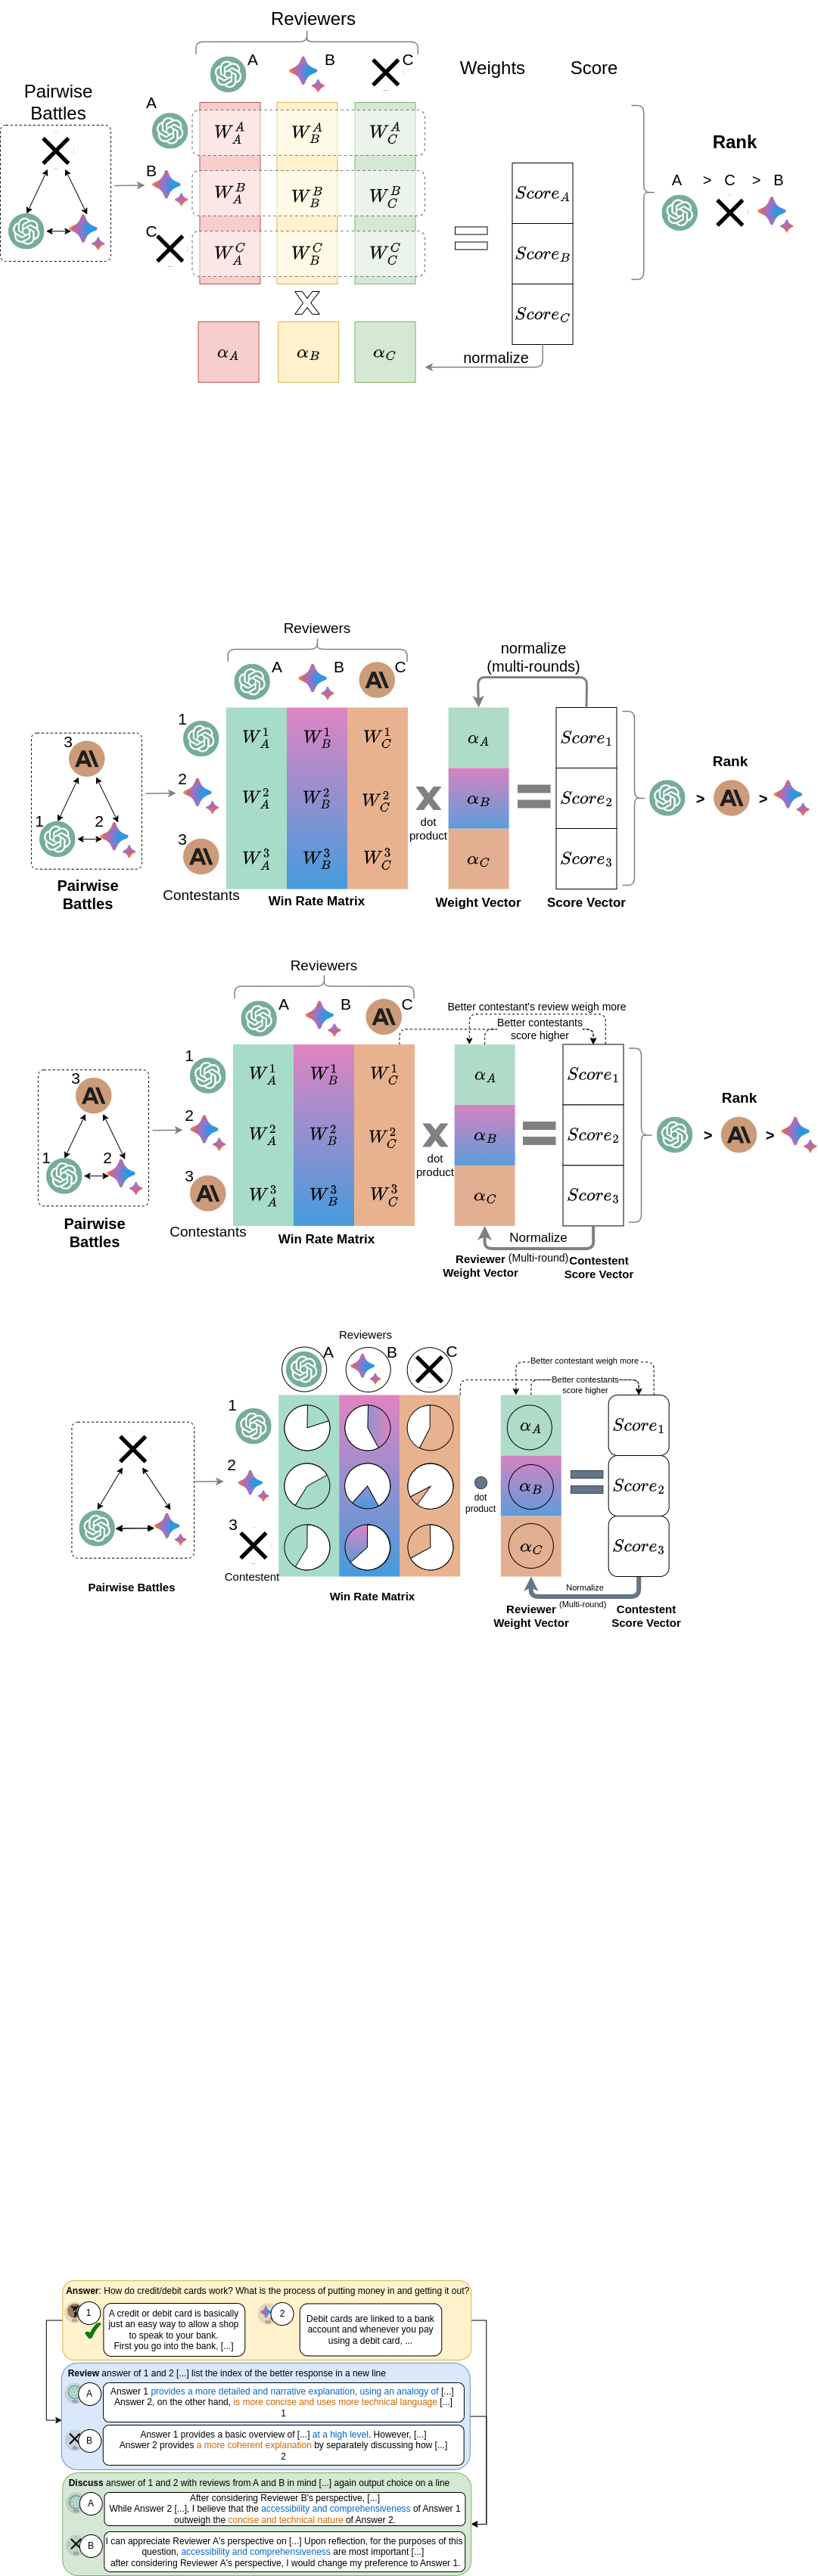 Reviewers
Pairwise
Battles
A B C
Weights Score
A
W_A^A W_B^A W_C^A
B
W_A^B W_B^B W_C^B
C
W_A^C W_B^C W_C^C
Score_A
Score_B
Score_C
Rank
A > C > B
α_A α_B α_C
normalize
Reviewers
A B C
normalize
(multi-rounds)
3
1 2
Pairwise
Battles
1
2
3
Contestants
W_A^1 W_B^1 W_C^1
W_A^2 W_B^2 W_C^2
W_A^3 W_B^3 W_C^3
Win Rate Matrix
x
dot
product
α_A
α_B
α_C
Weight Vector
Score_1
Score_2
Score_3
Score Vector
Rank
> >
Reviewers
A B C
Better contestant's review weigh more
Better contestants
score higher
3
1 2
Pairwise
Battles
1
2
3
Contestants
W_A^1 W_B^1 W_C^1
W_A^2 W_B^2 W_C^2
W_A^3 W_B^3 W_C^3
Win Rate Matrix
x
dot
product
α_A
α_B
α_C
Score_1
Score_2
Score_3
Normalize
(Multi-round)
Reviewer
Weight Vector
Contestent
Score Vector
Rank
> >
Reviewers
A B C
Better contestant weigh more
Better contestants
score higher
Pairwise Battles
1
2
3
Contestent
Win Rate Matrix
dot
product
α_A
α_B
α_C
Score_1
Score_2
Score_3
Normalize
(Multi-round)
Reviewer
Weight Vector
Contestent
Score Vector
Answer: How do credit/debit cards work? What is the process of putting money in and getting it out?
1
A credit or debit card is basically
just an easy way to allow a shop
to speak to your bank.
First you go into the bank, [...]
2
Debit cards are linked to a bank
account and whenever you pay
using a debit card, ...
Review answer of 1 and 2 [...] list the index of the better response in a new line
A
Answer 1 provides a more detailed and narrative explanation, using an analogy of [...]
Answer 2, on the other hand, is more concise and uses more technical language [...]
1
B
Answer 1 provides a basic overview of [...] at a high level. However, [...]
Answer 2 provides a more coherent explanation by separately discussing how [...]
2
Discuss answer of 1 and 2 with reviews from A and B in mind [...] again output choice on a line
A
After considering Reviewer B's perspective, [...]
While Answer 2 [...], I believe that the accessibility and comprehensiveness of Answer 1
outweigh the concise and technical nature of Answer 2.
B
I can appreciate Reviewer A's perspective on [...] Upon reflection, for the purposes of this
question, accessibility and comprehensiveness are most important [...]
after considering Reviewer A's perspective, I would change my preference to Answer 1.